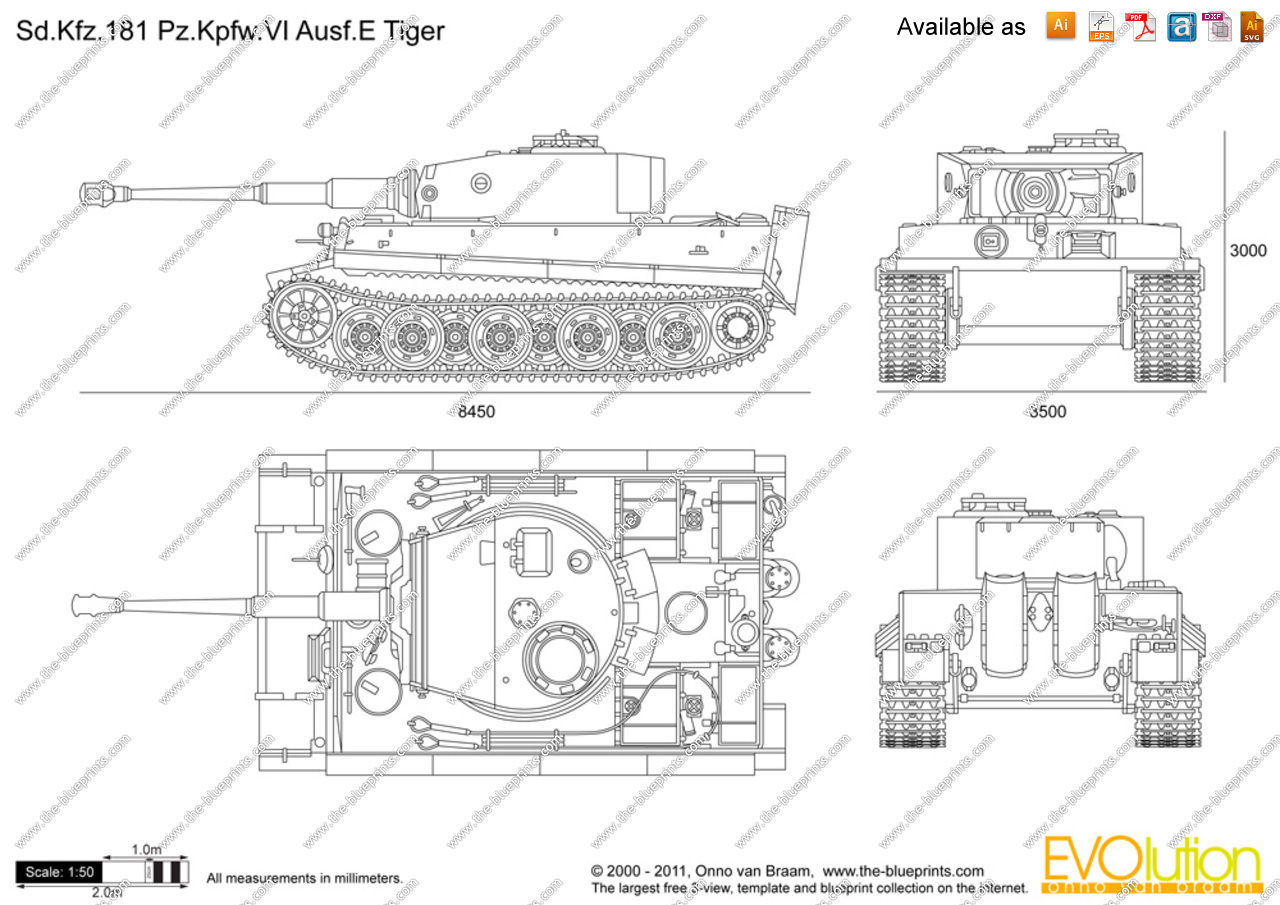 Sd.Kfz.181 Pz.Kpfw.VI Ausf.E Tiger
Available as
Ai
EPS
PDF
a
DXF
Ai
SVG
3000
8450
3500
1.0m
Scale: 1:50
2.0m
All measurements in millimeters.
© 2000 - 2011, Onno van Braam, www.the-blueprints.com
The largest free of-view, template and blueprint collection on the internet.
EVOlution
onno van braam
www.the-blueprints.com